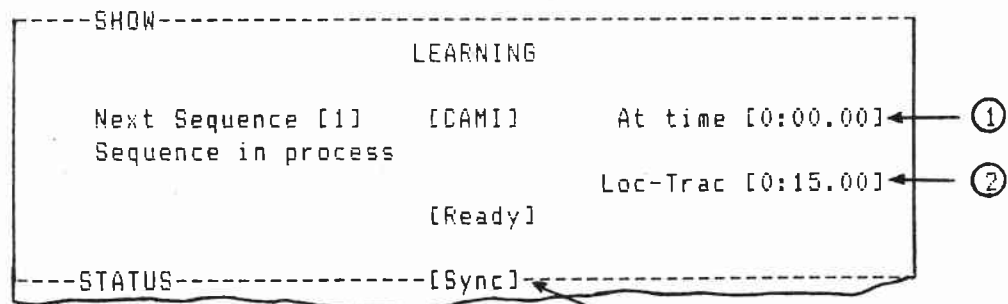 -----SHOW-----
LEARNING
Next Sequence [1] [CAMI] At time [0:00.00] 1
Sequence in process
Loc-Trac [0:15.00] 2
[Ready]
----STATUS----[Sync]----